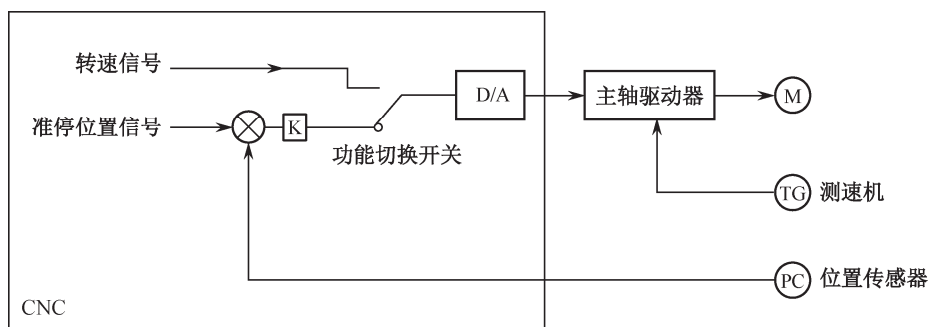 转速信号
准停位置信号
K
功能切换开关
D/A
主轴驱动器
M
TG 测速机
PC 位置传感器
CNC